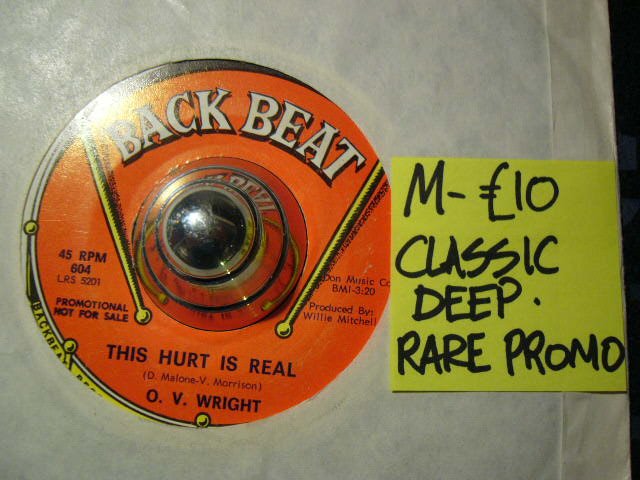 BACK BEAT
45 RPM
604
LRS 5201
PROMOTIONAL
NOT FOR SALE
Don Music Co
BMI-3:20
Produced By:
Willie Mitchell
THIS HURT IS REAL
(D. Malone-V. Morrison)
O. V. WRIGHT
BACKBEAT
M- £10
CLASSIC
DEEP.
RARE PROMO